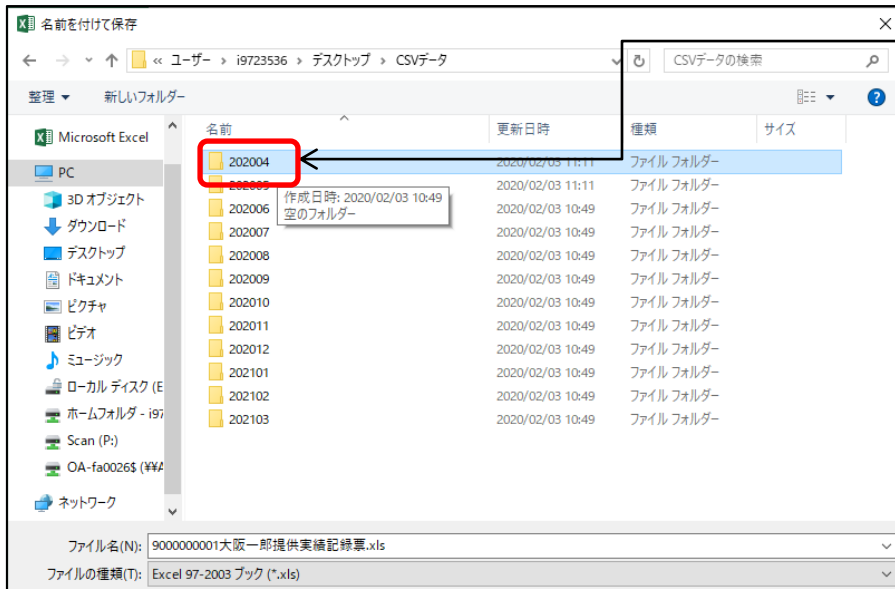 名前を付けて保存
« ユーザー › i9723536 › デスクトップ › CSVデータ
CSVデータの検索
整理 ▼ 新しいフォルダー
名前 更新日時 種類 サイズ
Microsoft Excel
PC
3D オブジェクト
ダウンロード
デスクトップ
ドキュメント
ピクチャ
ビデオ
ミュージック
ローカル ディスク (E
ホームフォルダ - i97
Scan (P:)
OA-fa0026$ (¥¥A
ネットワーク
202004 2020/02/03 11:11 ファイル フォルダー
202005 2020/02/03 11:11 ファイル フォルダー
作成日時: 2020/02/03 10:49
空のフォルダー
202006 2020/02/03 10:49 ファイル フォルダー
202007 2020/02/03 10:49 ファイル フォルダー
202008 2020/02/03 10:49 ファイル フォルダー
202009 2020/02/03 10:49 ファイル フォルダー
202010 2020/02/03 10:49 ファイル フォルダー
202011 2020/02/03 10:49 ファイル フォルダー
202012 2020/02/03 10:49 ファイル フォルダー
202101 2020/02/03 10:49 ファイル フォルダー
202102 2020/02/03 10:49 ファイル フォルダー
202103 2020/02/03 10:49 ファイル フォルダー
ファイル名(N): 9000000001大阪一郎提供実績記録票.xls
ファイルの種類(T): Excel 97-2003 ブック (*.xls)